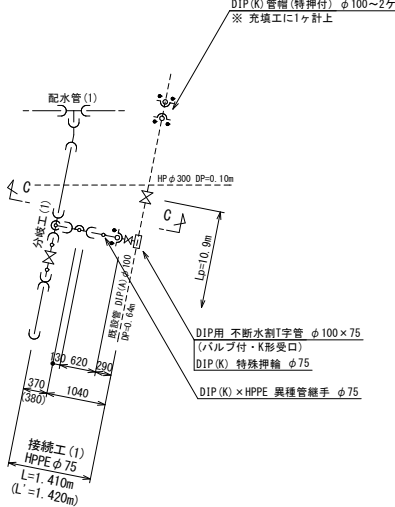 DIP(K)管帽(特押付) φ100～2ケ
※ 充填工に1ヶ計上
配水管(1)
HPφ300 DP=0.10m
C
C
分岐工(1)
Lp=10.9m
既設管 DIP(A)φ100
DP=0.64m
DIP用 不断水割T字管 φ100×75
(バルブ付・K形受口)
DIP(K) 特殊押輪 φ75
DIP(K)×HPPE 異種管継手 φ75
130
620
290
370
(380)
1040
接続工(1)
HPPEφ75
L=1.410m
(L'=1.420m)